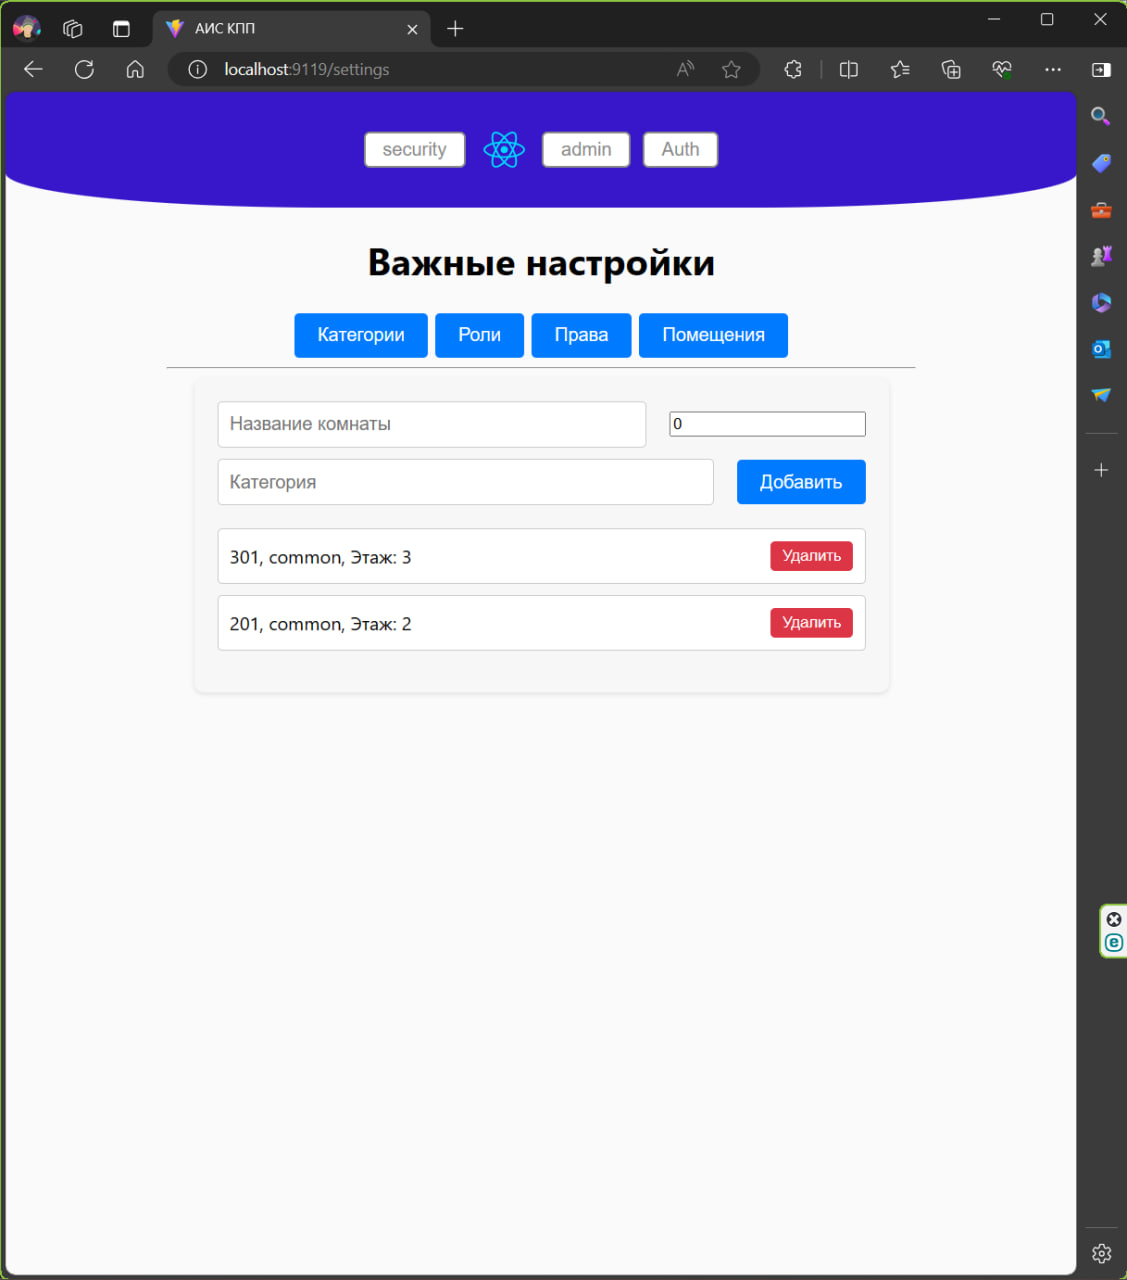 АИС КПП
localhost:9119/settings
security admin Auth
Важные настройки
Категории Роли Права Помещения
Название комнаты 0
Категория Добавить
301, common, Этаж: 3 Удалить
201, common, Этаж: 2 Удалить